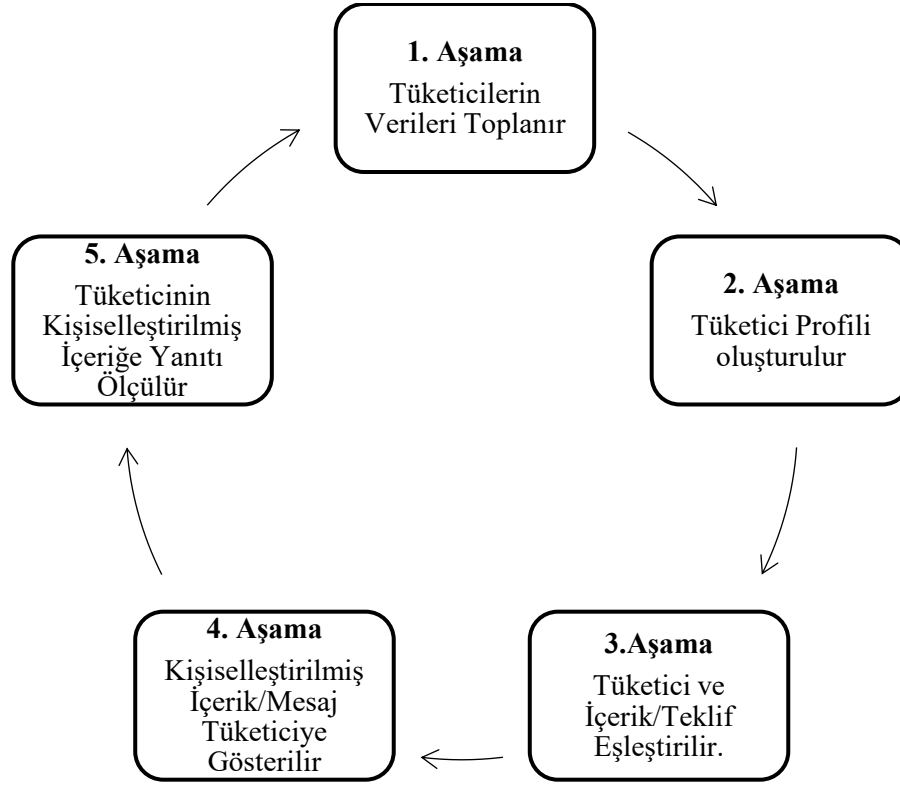 1. Aşama
Tüketicilerin
Verileri Toplanır
2. Aşama
Tüketici Profili
oluşturulur
3.Aşama
Tüketici ve
İçerik/Teklif
Eşleştirilir.
4. Aşama
Kişiselleştirilmiş
İçerik/Mesaj
Tüketiciye
Gösterilir
5. Aşama
Tüketicinin
Kişiselleştirilmiş
İçeriğe Yanıtı
Ölçülür